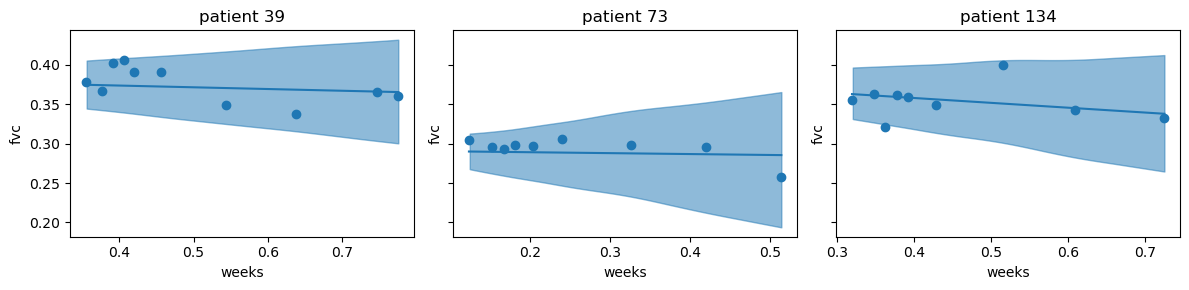 patient 39
fvc
0.40
0.35
0.30
0.25
0.20
0.4 0.5 0.6 0.7
weeks
patient 73
fvc
0.2 0.3 0.4 0.5
weeks
patient 134
fvc
0.3 0.4 0.5 0.6 0.7
weeks